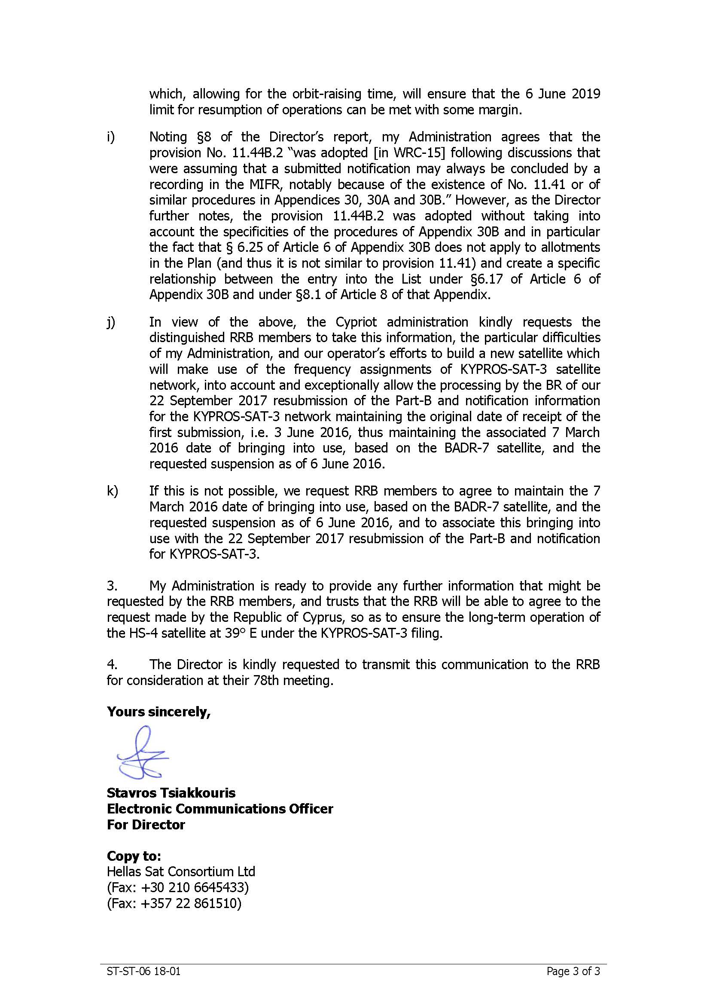 which, allowing for the orbit-raising time, will ensure that the 6 June 2019
limit for resumption of operations can be met with some margin.
i) Noting §8 of the Director’s report, my Administration agrees that the
provision No. 11.44B.2 “was adopted [in WRC-15] following discussions that
were assuming that a submitted notification may always be concluded by a
recording in the MIFR, notably because of the existence of No. 11.41 or of
similar procedures in Appendices 30, 30A and 30B.” However, as the Director
further notes, the provision 11.44B.2 was adopted without taking into
account the specificities of the procedures of Appendix 30B and in particular
the fact that § 6.25 of Article 6 of Appendix 30B does not apply to allotments
in the Plan (and thus it is not similar to provision 11.41) and create a specific
relationship between the entry into the List under §6.17 of Article 6 of
Appendix 30B and under §8.1 of Article 8 of that Appendix.
j) In view of the above, the Cypriot administration kindly requests the
distinguished RRB members to take this information, the particular difficulties
of my Administration, and our operator’s efforts to build a new satellite which
will make use of the frequency assignments of KYPROS-SAT-3 satellite
network, into account and exceptionally allow the processing by the BR of our
22 September 2017 resubmission of the Part-B and notification information
for the KYPROS-SAT-3 network maintaining the original date of receipt of the
first submission, i.e. 3 June 2016, thus maintaining the associated 7 March
2016 date of bringing into use, based on the BADR-7 satellite, and the
requested suspension as of 6 June 2016.
k) If this is not possible, we request RRB members to agree to maintain the 7
March 2016 date of bringing into use, based on the BADR-7 satellite, and the
requested suspension as of 6 June 2016, and to associate this bringing into
use with the 22 September 2017 resubmission of the Part-B and notification
for KYPROS-SAT-3.
3. My Administration is ready to provide any further information that might be
requested by the RRB members, and trusts that the RRB will be able to agree to the
request made by the Republic of Cyprus, so as to ensure the long-term operation of
the HS-4 satellite at 39° E under the KYPROS-SAT-3 filing.
4. The Director is kindly requested to transmit this communication to the RRB
for consideration at their 78th meeting.
Yours sincerely,
Stavros Tsiakkouris
Electronic Communications Officer
For Director
Copy to:
Hellas Sat Consortium Ltd
(Fax: +30 210 6645433)
(Fax: +357 22 861510)
ST-ST-06 18-01 Page 3 of 3